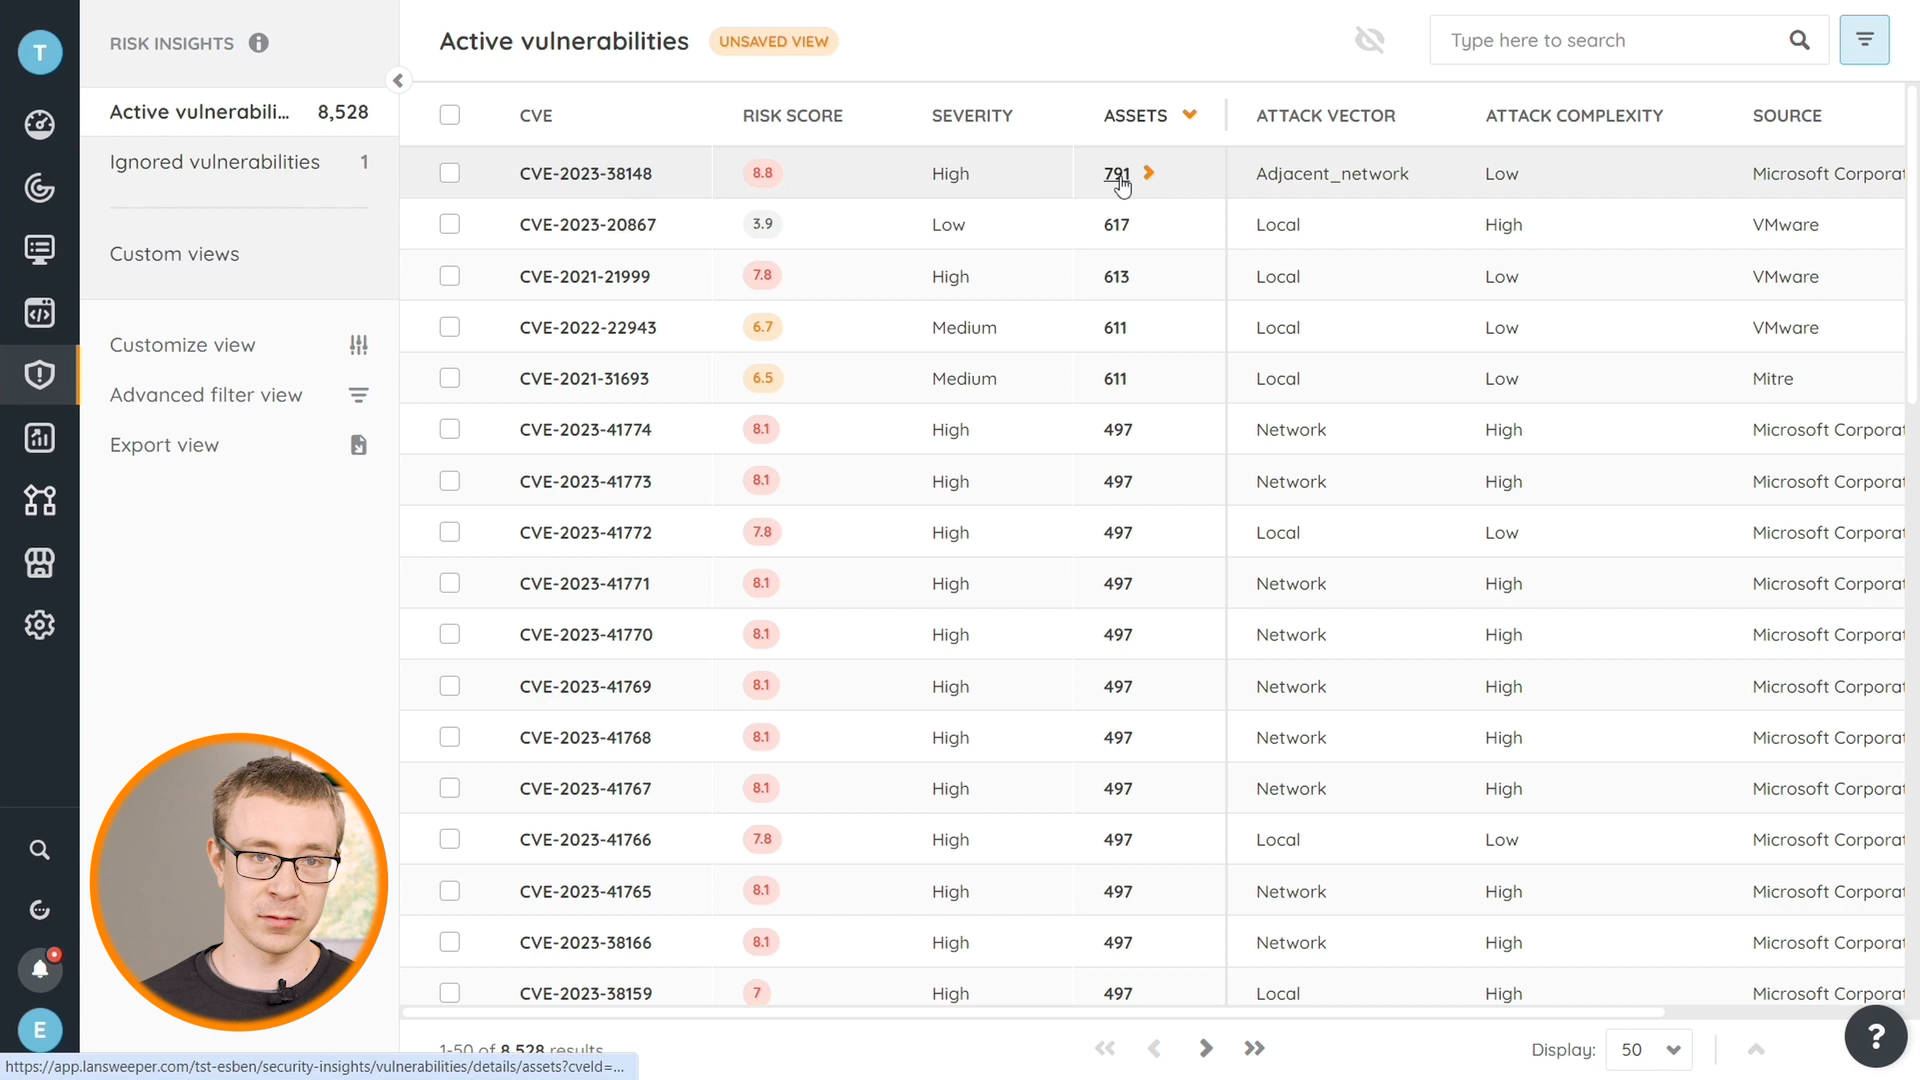 T
RISK INSIGHTS
Active vulnerabilities
UNSAVED VIEW
Type here to search
Active vulnerabili... 8,528
Ignored vulnerabilities 1
Custom views
Customize view
Advanced filter view
Export view
CVE RISK SCORE SEVERITY ASSETS ATTACK VECTOR ATTACK COMPLEXITY SOURCE
CVE-2023-38148 8.8 High 791 Adjacent_network Low Microsoft Corporat
CVE-2023-20867 3.9 Low 617 Local High VMware
CVE-2021-21999 7.8 High 613 Local Low VMware
CVE-2022-22943 6.7 Medium 611 Local Low VMware
CVE-2021-31693 6.5 Medium 611 Local Low Mitre
CVE-2023-41774 8.1 High 497 Network High Microsoft Corporat
CVE-2023-41773 8.1 High 497 Network High Microsoft Corporat
CVE-2023-41772 7.8 High 497 Local Low Microsoft Corporat
CVE-2023-41771 8.1 High 497 Network High Microsoft Corporat
CVE-2023-41770 8.1 High 497 Network High Microsoft Corporat
CVE-2023-41769 8.1 High 497 Network High Microsoft Corporat
CVE-2023-41768 8.1 High 497 Network High Microsoft Corporat
CVE-2023-41767 8.1 High 497 Network High Microsoft Corporat
CVE-2023-41766 7.8 High 497 Local Low Microsoft Corporat
CVE-2023-41765 8.1 High 497 Network High Microsoft Corporat
CVE-2023-38166 8.1 High 497 Network High Microsoft Corporat
CVE-2023-38159 7 High 497 Local High Microsoft Corporat
E
1-50 of 8,528 results
Display: 50
?
https://app.lansweeper.com/tst-esben/security-insights/vulnerabilities/details/assets?cveId=...